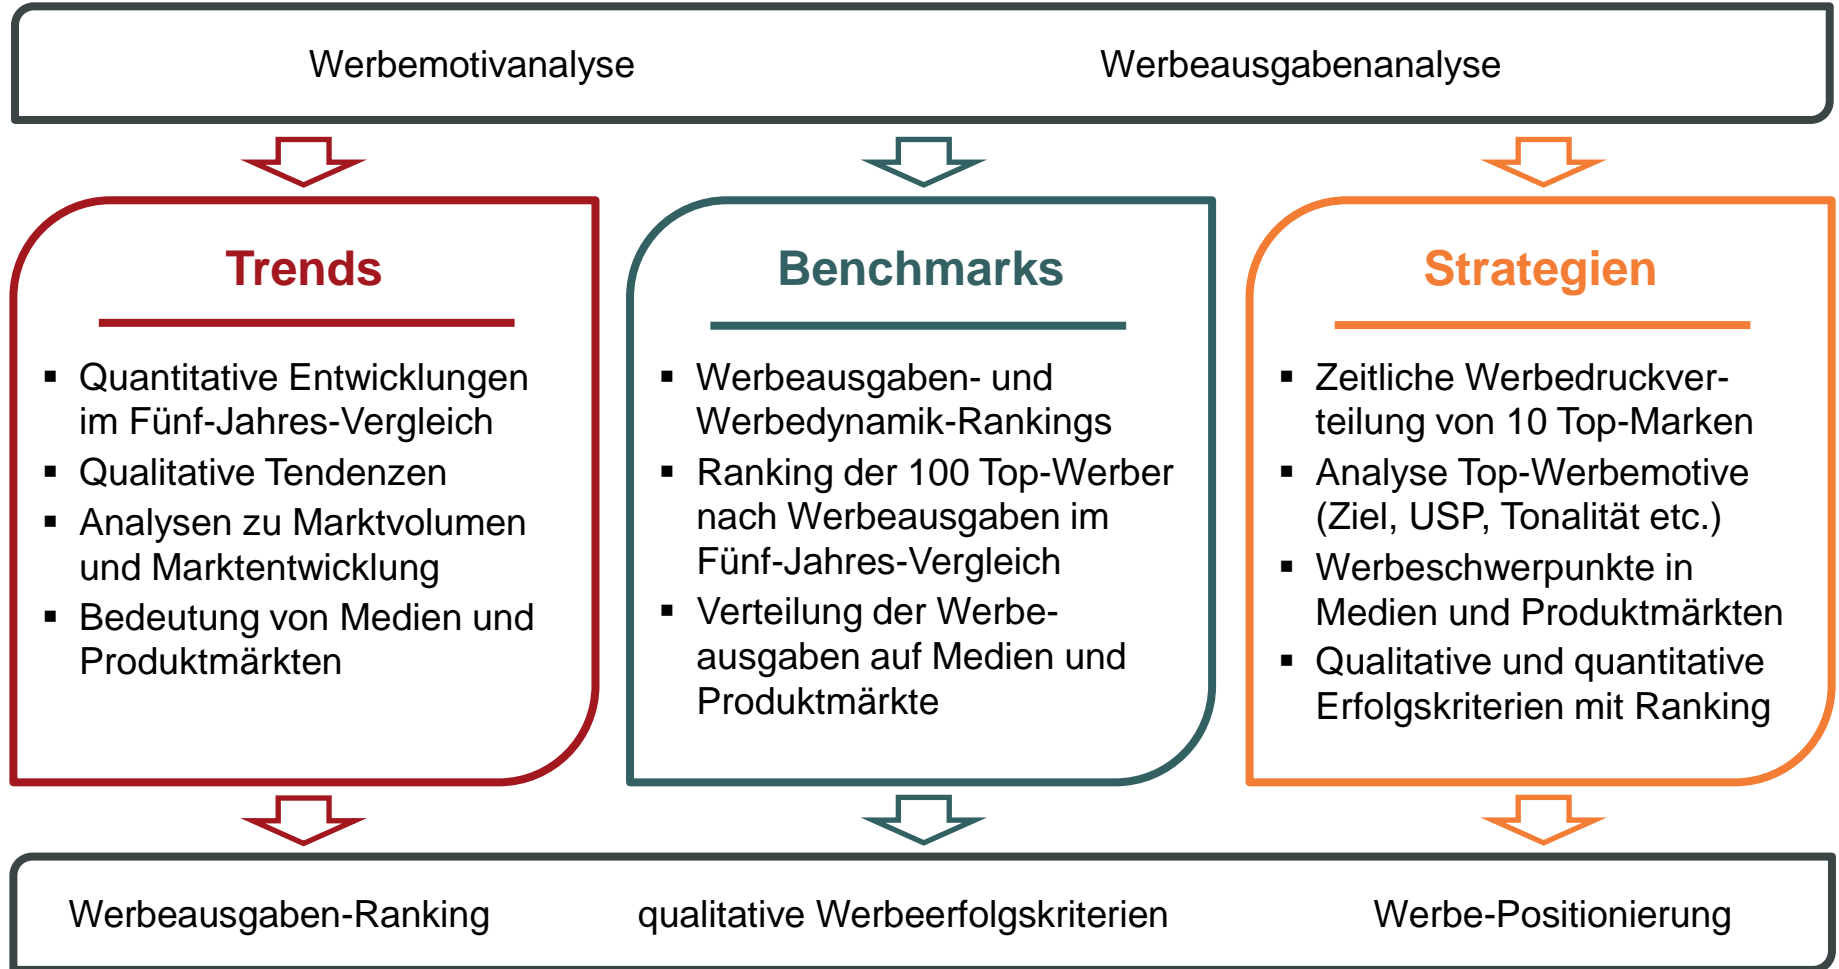 Werbemotivanalyse
Werbeausgabenanalyse
Trends
▪ Quantitative Entwicklungen
im Fünf-Jahres-Vergleich
▪ Qualitative Tendenzen
▪ Analysen zu Marktvolumen
und Marktentwicklung
▪ Bedeutung von Medien und
Produktmärkten
Benchmarks
▪ Werbeausgaben- und
Werbedynamik-Rankings
▪ Ranking der 100 Top-Werber
nach Werbeausgaben im
Fünf-Jahres-Vergleich
▪ Verteilung der Werbe-
ausgaben auf Medien und
Produktmärkte
Strategien
▪ Zeitliche Werbedruckver-
teilung von 10 Top-Marken
▪ Analyse Top-Werbemotive
(Ziel, USP, Tonalität etc.)
▪ Werbeschwerpunkte in
Medien und Produktmärkten
▪ Qualitative und quantitative
Erfolgskriterien mit Ranking
Werbeausgaben-Ranking
qualitative Werbeerfolgskriterien
Werbe-Positionierung